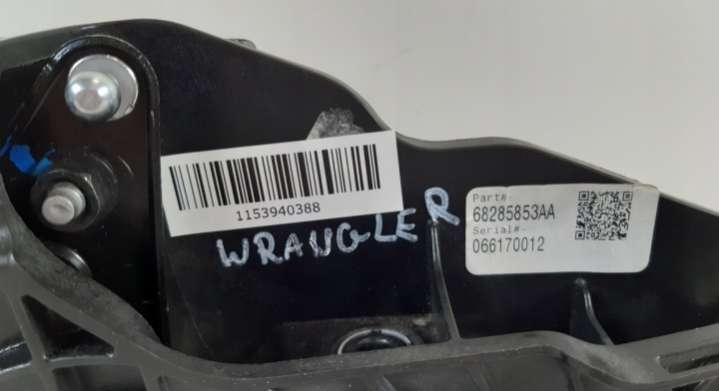 1153940388
WRANGLER
Part#-
68285853AA
Serial#-
066170012